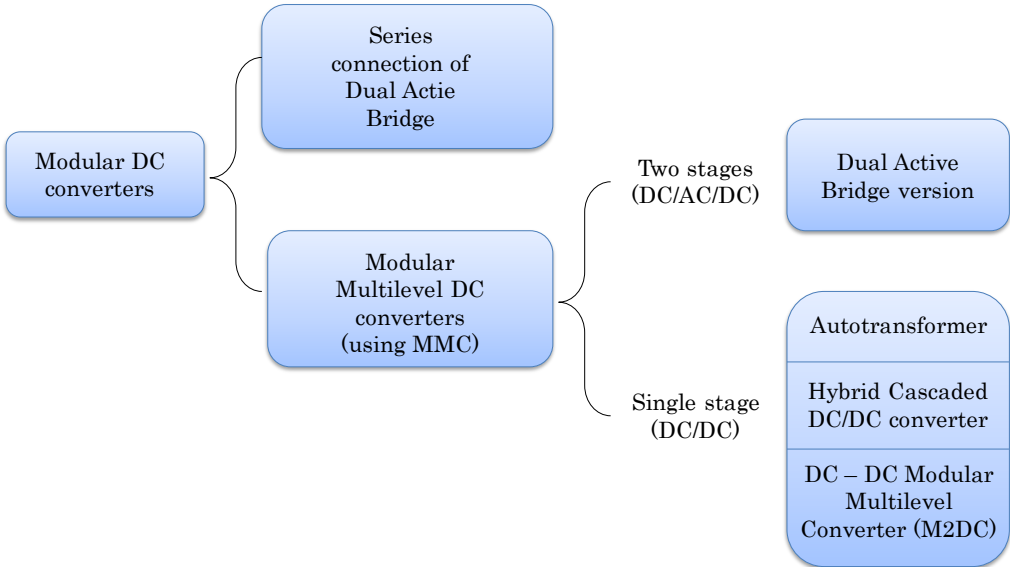 Series
connection of
Dual Actie
Bridge
Modular DC
converters
Modular
Multilevel DC
converters
(using MMC)
Two stages
(DC/AC/DC)
Dual Active
Bridge version
Single stage
(DC/DC)
Autotransformer
Hybrid Cascaded
DC/DC converter
DC – DC Modular
Multilevel
Converter (M2DC)